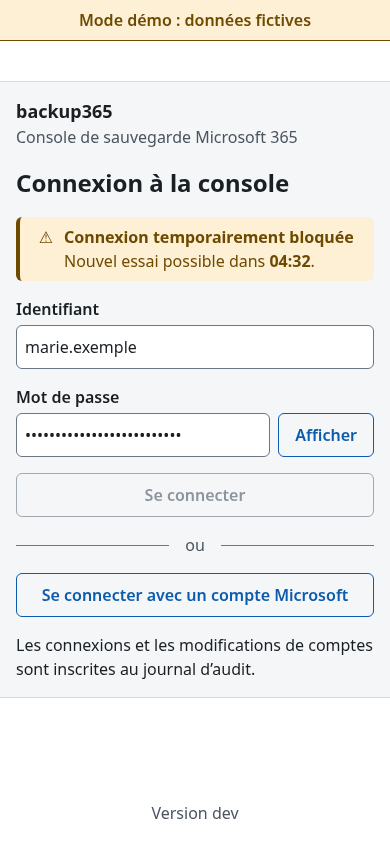 Mode démo : données fictives
backup365
Console de sauvegarde Microsoft 365
Connexion à la console
⚠ Connexion temporairement bloquée
Nouvel essai possible dans 04:32.
Identifiant
marie.exemple
Mot de passe
••••••••••••••••••••••••••
Afficher
Se connecter
ou
Se connecter avec un compte Microsoft
Les connexions et les modifications de comptes
sont inscrites au journal d’audit.
Version dev